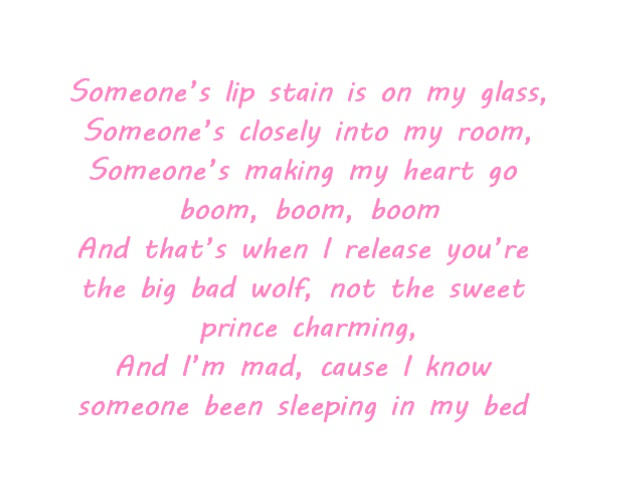 Someone's lip stain is on my glass,
Someone's closely into my room,
Someone's making my heart go
boom, boom, boom
And that's when I release you're
the big bad wolf, not the sweet
prince charming,
And I'm mad, cause I know
someone been sleeping in my bed